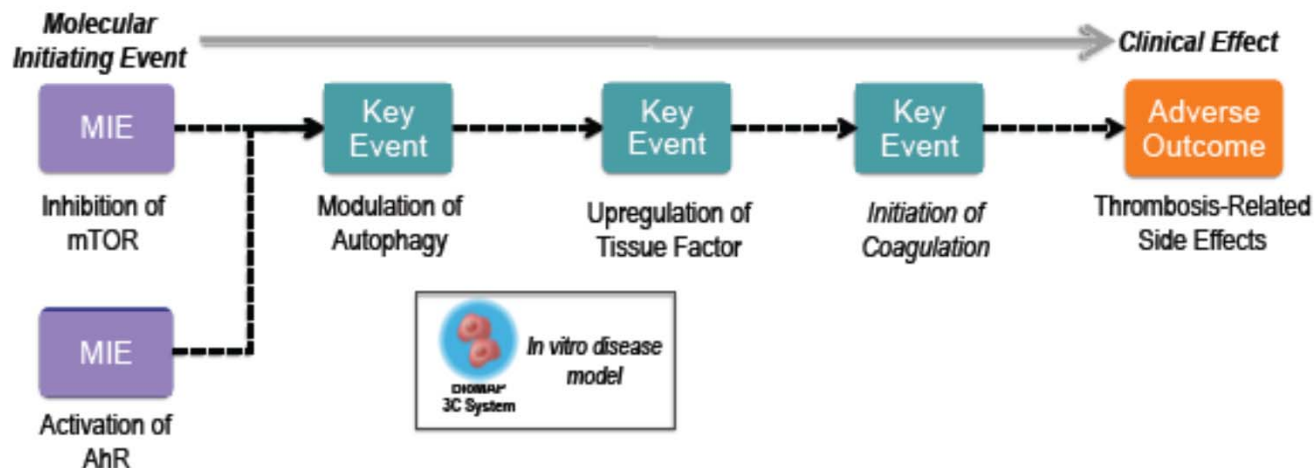 Molecular
Initiating Event
Clinical Effect
MIE
Key
Event
Key
Event
Key
Event
Adverse
Outcome
Inhibition of
mTOR
Modulation of
Autophagy
Upregulation of
Tissue Factor
Initiation of
Coagulation
Thrombosis-Related
Side Effects
MIE
Activation of
AhR
BIOMAP
3C System
In vitro disease
model